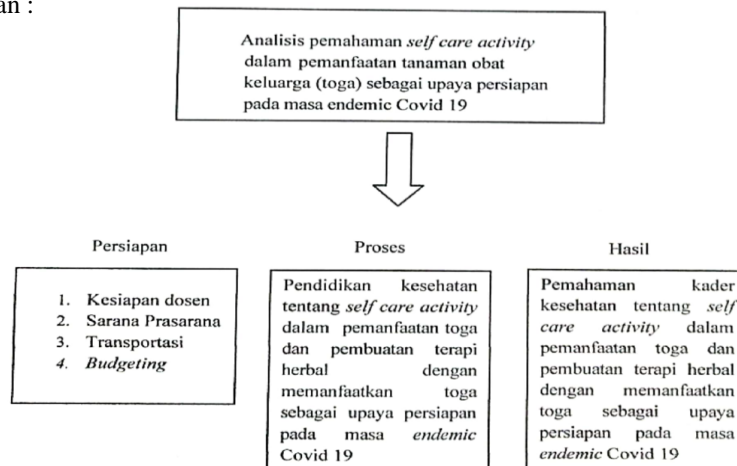 an :
Analisis pemahaman self care activity
dalam pemanfaatan tanaman obat
keluarga (toga) sebagai upaya persiapan
pada masa endemic Covid 19
Persiapan
1. Kesiapan dosen
2. Sarana Prasarana
3. Transportasi
4. Budgeting
Proses
Pendidikan kesehatan
tentang self care activity
dalam pemanfaatan toga
dan pembuatan terapi
herbal dengan
memanfaatkan toga
sebagai upaya persiapan
pada masa endemic
Covid 19
Hasil
Pemahaman kader
kesehatan tentang self
care activity dalam
pemanfaatan toga dan
pembuatan terapi herbal
dengan memanfaatkan
toga sebagai upaya
persiapan pada masa
endemic Covid 19